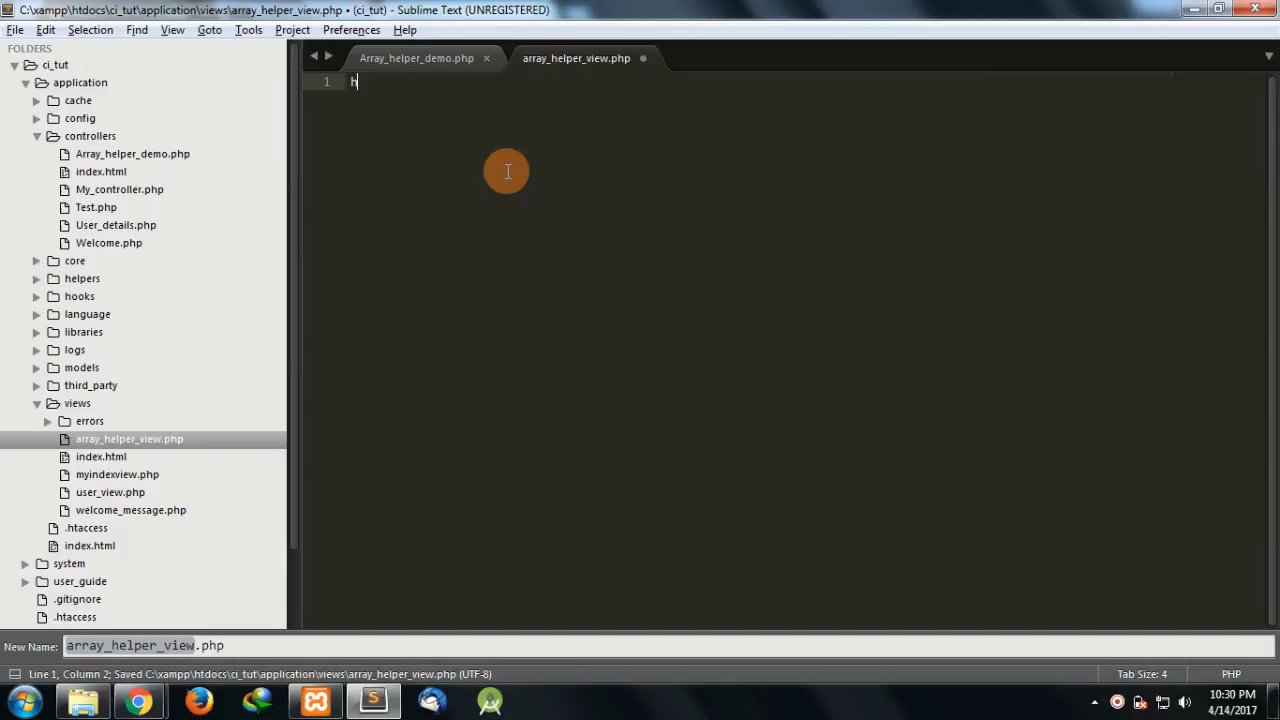 C:\xampp\htdocs\ci_tut\application\views\array_helper_view.php • (ci_tut) - Sublime Text (UNREGISTERED)
File Edit Selection Find View Goto Tools Project Preferences Help
FOLDERS
ci_tut
application
cache
config
controllers
Array_helper_demo.php
index.html
My_controller.php
Test.php
User_details.php
Welcome.php
core
helpers
hooks
language
libraries
logs
models
third_party
views
errors
array_helper_view.php
index.html
myindexview.php
user_view.php
welcome_message.php
.htaccess
index.html
system
user_guide
.gitignore
.htaccess
Array_helper_demo.php × array_helper_view.php
1 h
New Name: array_helper_view.php
Line 1, Column 2; Saved C:\xampp\htdocs\ci_tut\application\views\array_helper_view.php (UTF-8) Tab Size: 4 PHP
10:30 PM
4/14/2017